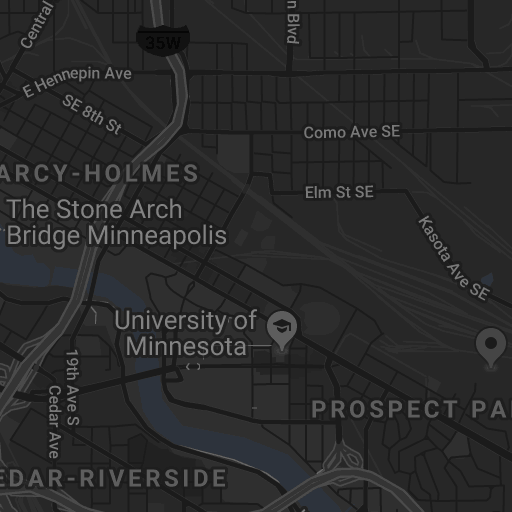 Central
n Blvd
35W
E Hennepin Ave
SE 8th St
Como Ave SE
ARCY-HOLMES
Elm St SE
The Stone Arch
Bridge Minneapolis
Kasota Ave SE
University of
Minnesota
19th Ave S
Cedar Ave
PROSPECT PA
EDAR-RIVERSIDE